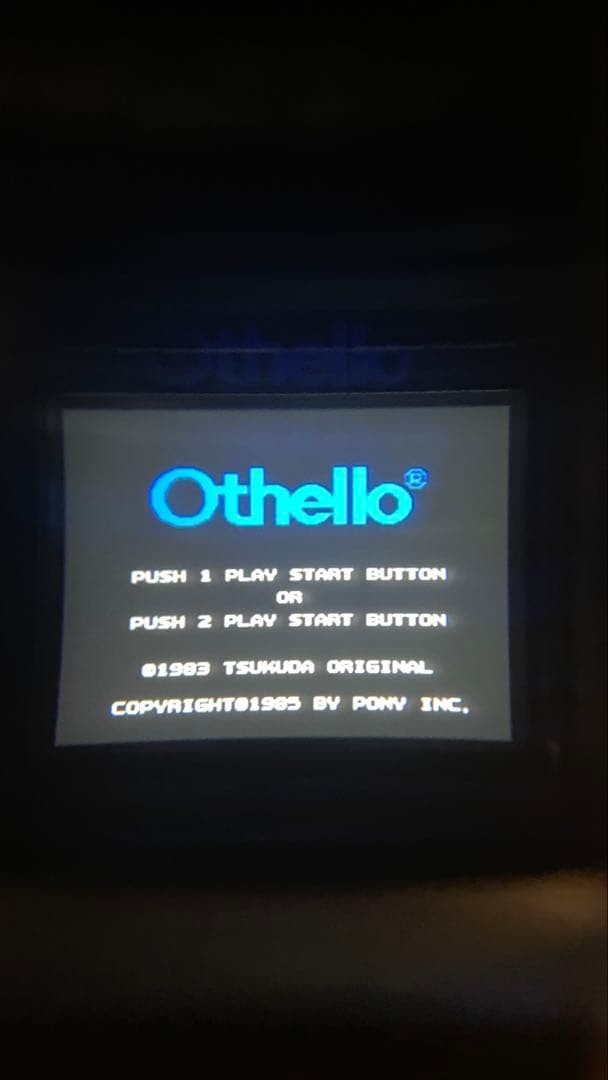 Othello®
PUSH 1 PLAY START BUTTON
OR
PUSH 2 PLAY START BUTTON
©1983 TSUKUDA ORIGINAL
COPYRIGHT©1985 BY PONY INC.